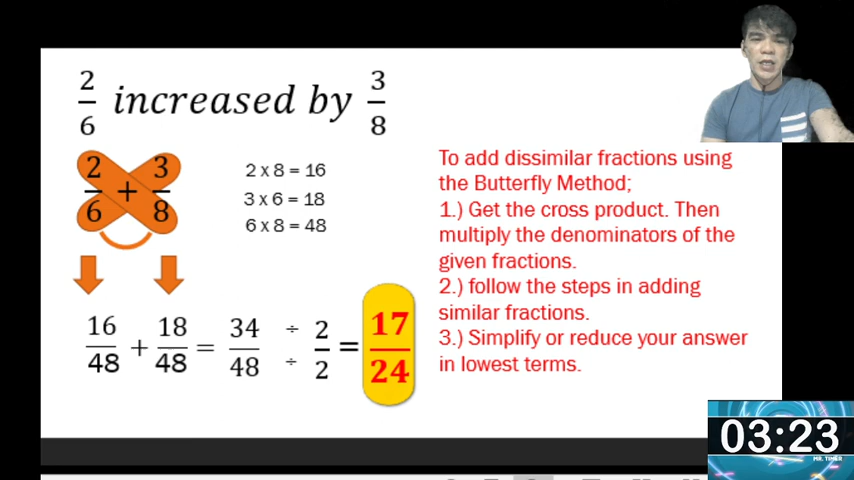 2/6 increased by 3/8
2/6 + 3/8
2 x 8 = 16
3 x 6 = 18
6 x 8 = 48
16/48 + 18/48 = 34/48 ÷ ÷ 2/2 = 17/24
To add dissimilar fractions using
the Butterfly Method;
1.) Get the cross product. Then
multiply the denominators of the
given fractions.
2.) follow the steps in adding
similar fractions.
3.) Simplify or reduce your answer
in lowest terms.
03:23
MR. TIMER